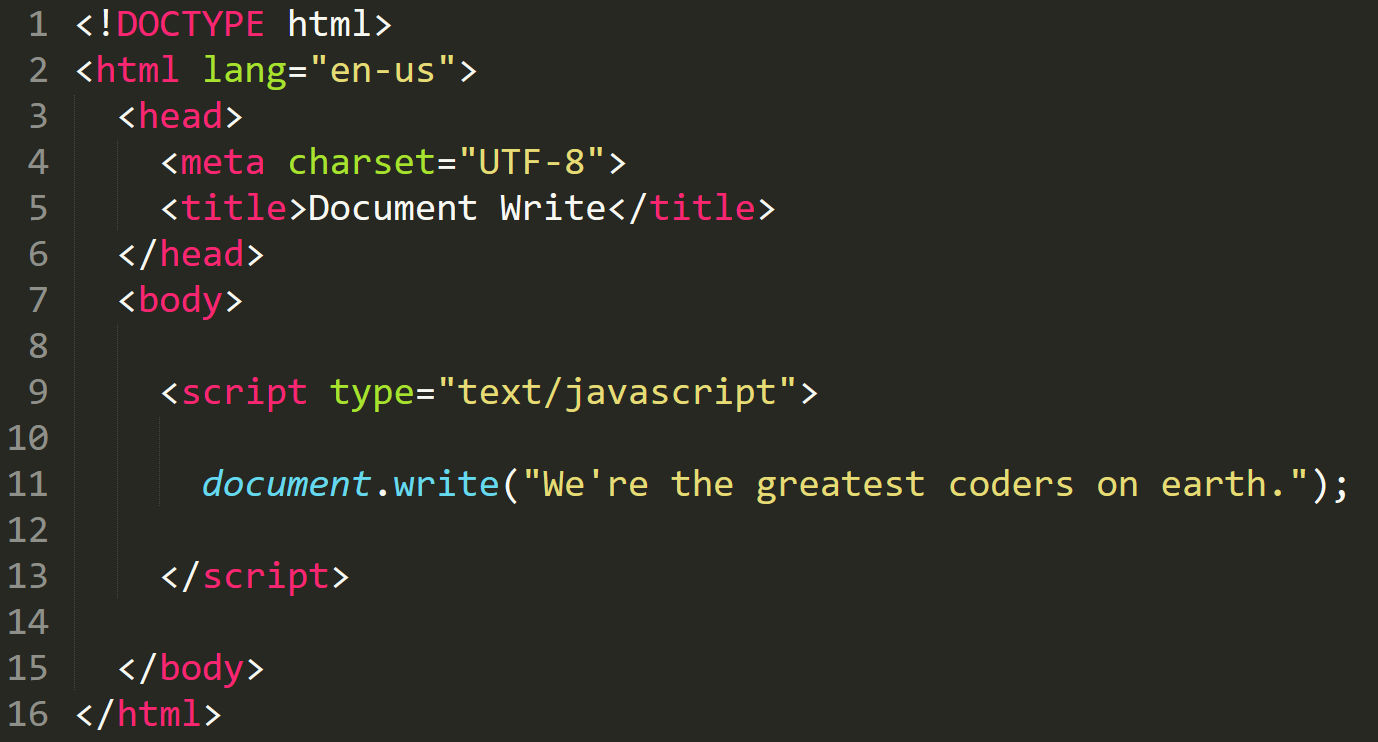 1 <!DOCTYPE html>
2 <html lang="en-us">
3   <head>
4     <meta charset="UTF-8">
5     <title>Document Write</title>
6   </head>
7   <body>
8
9     <script type="text/javascript">
10
11       document.write("We're the greatest coders on earth.");
12
13     </script>
14
15   </body>
16 </html>